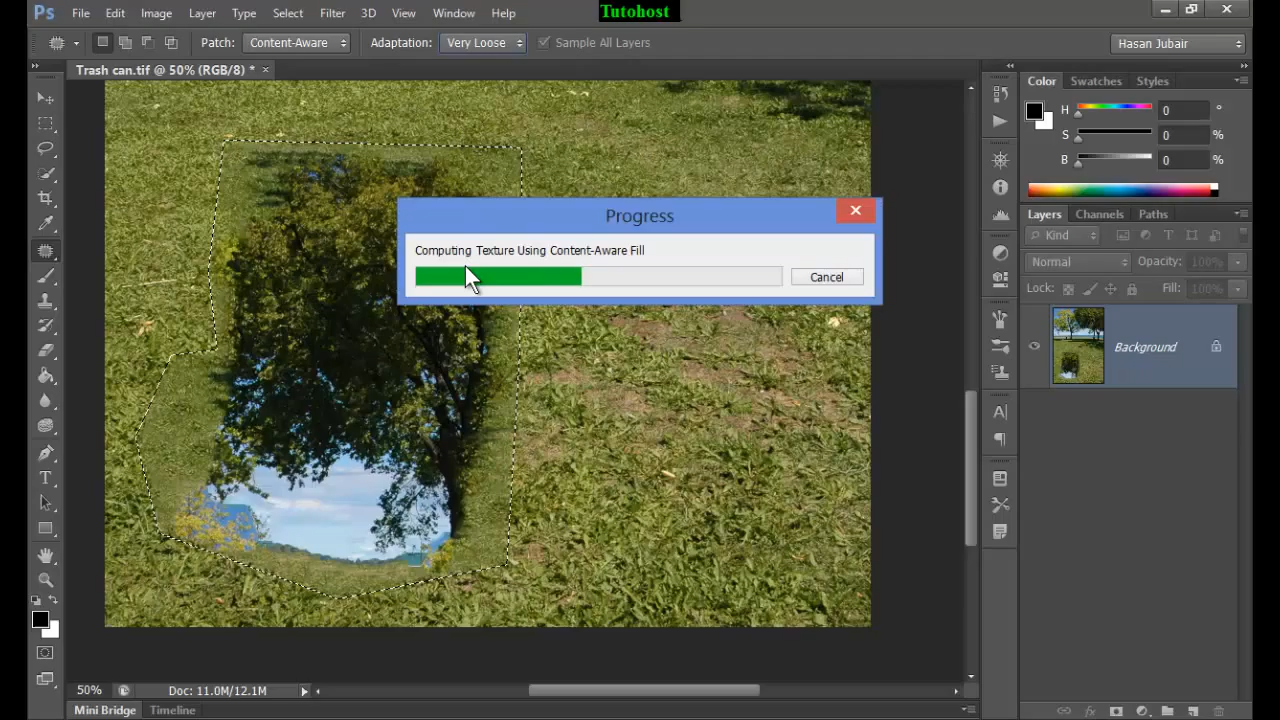 Ps File Edit Image Layer Type Select Filter 3D View Window Help
Tutohost
Patch: Content-Aware Adaptation: Very Loose Sample All Layers Hasan Jubair
Trash can.tif @ 50% (RGB/8) * ×
Color Swatches Styles
H 0 °
S 0 %
B 0 %
Progress
Computing Texture Using Content-Aware Fill
Cancel
Layers Channels Paths
Kind
Normal Opacity: 100%
Lock: Fill: 100%
Background
50% Doc: 11.0M/12.1M
Mini Bridge Timeline